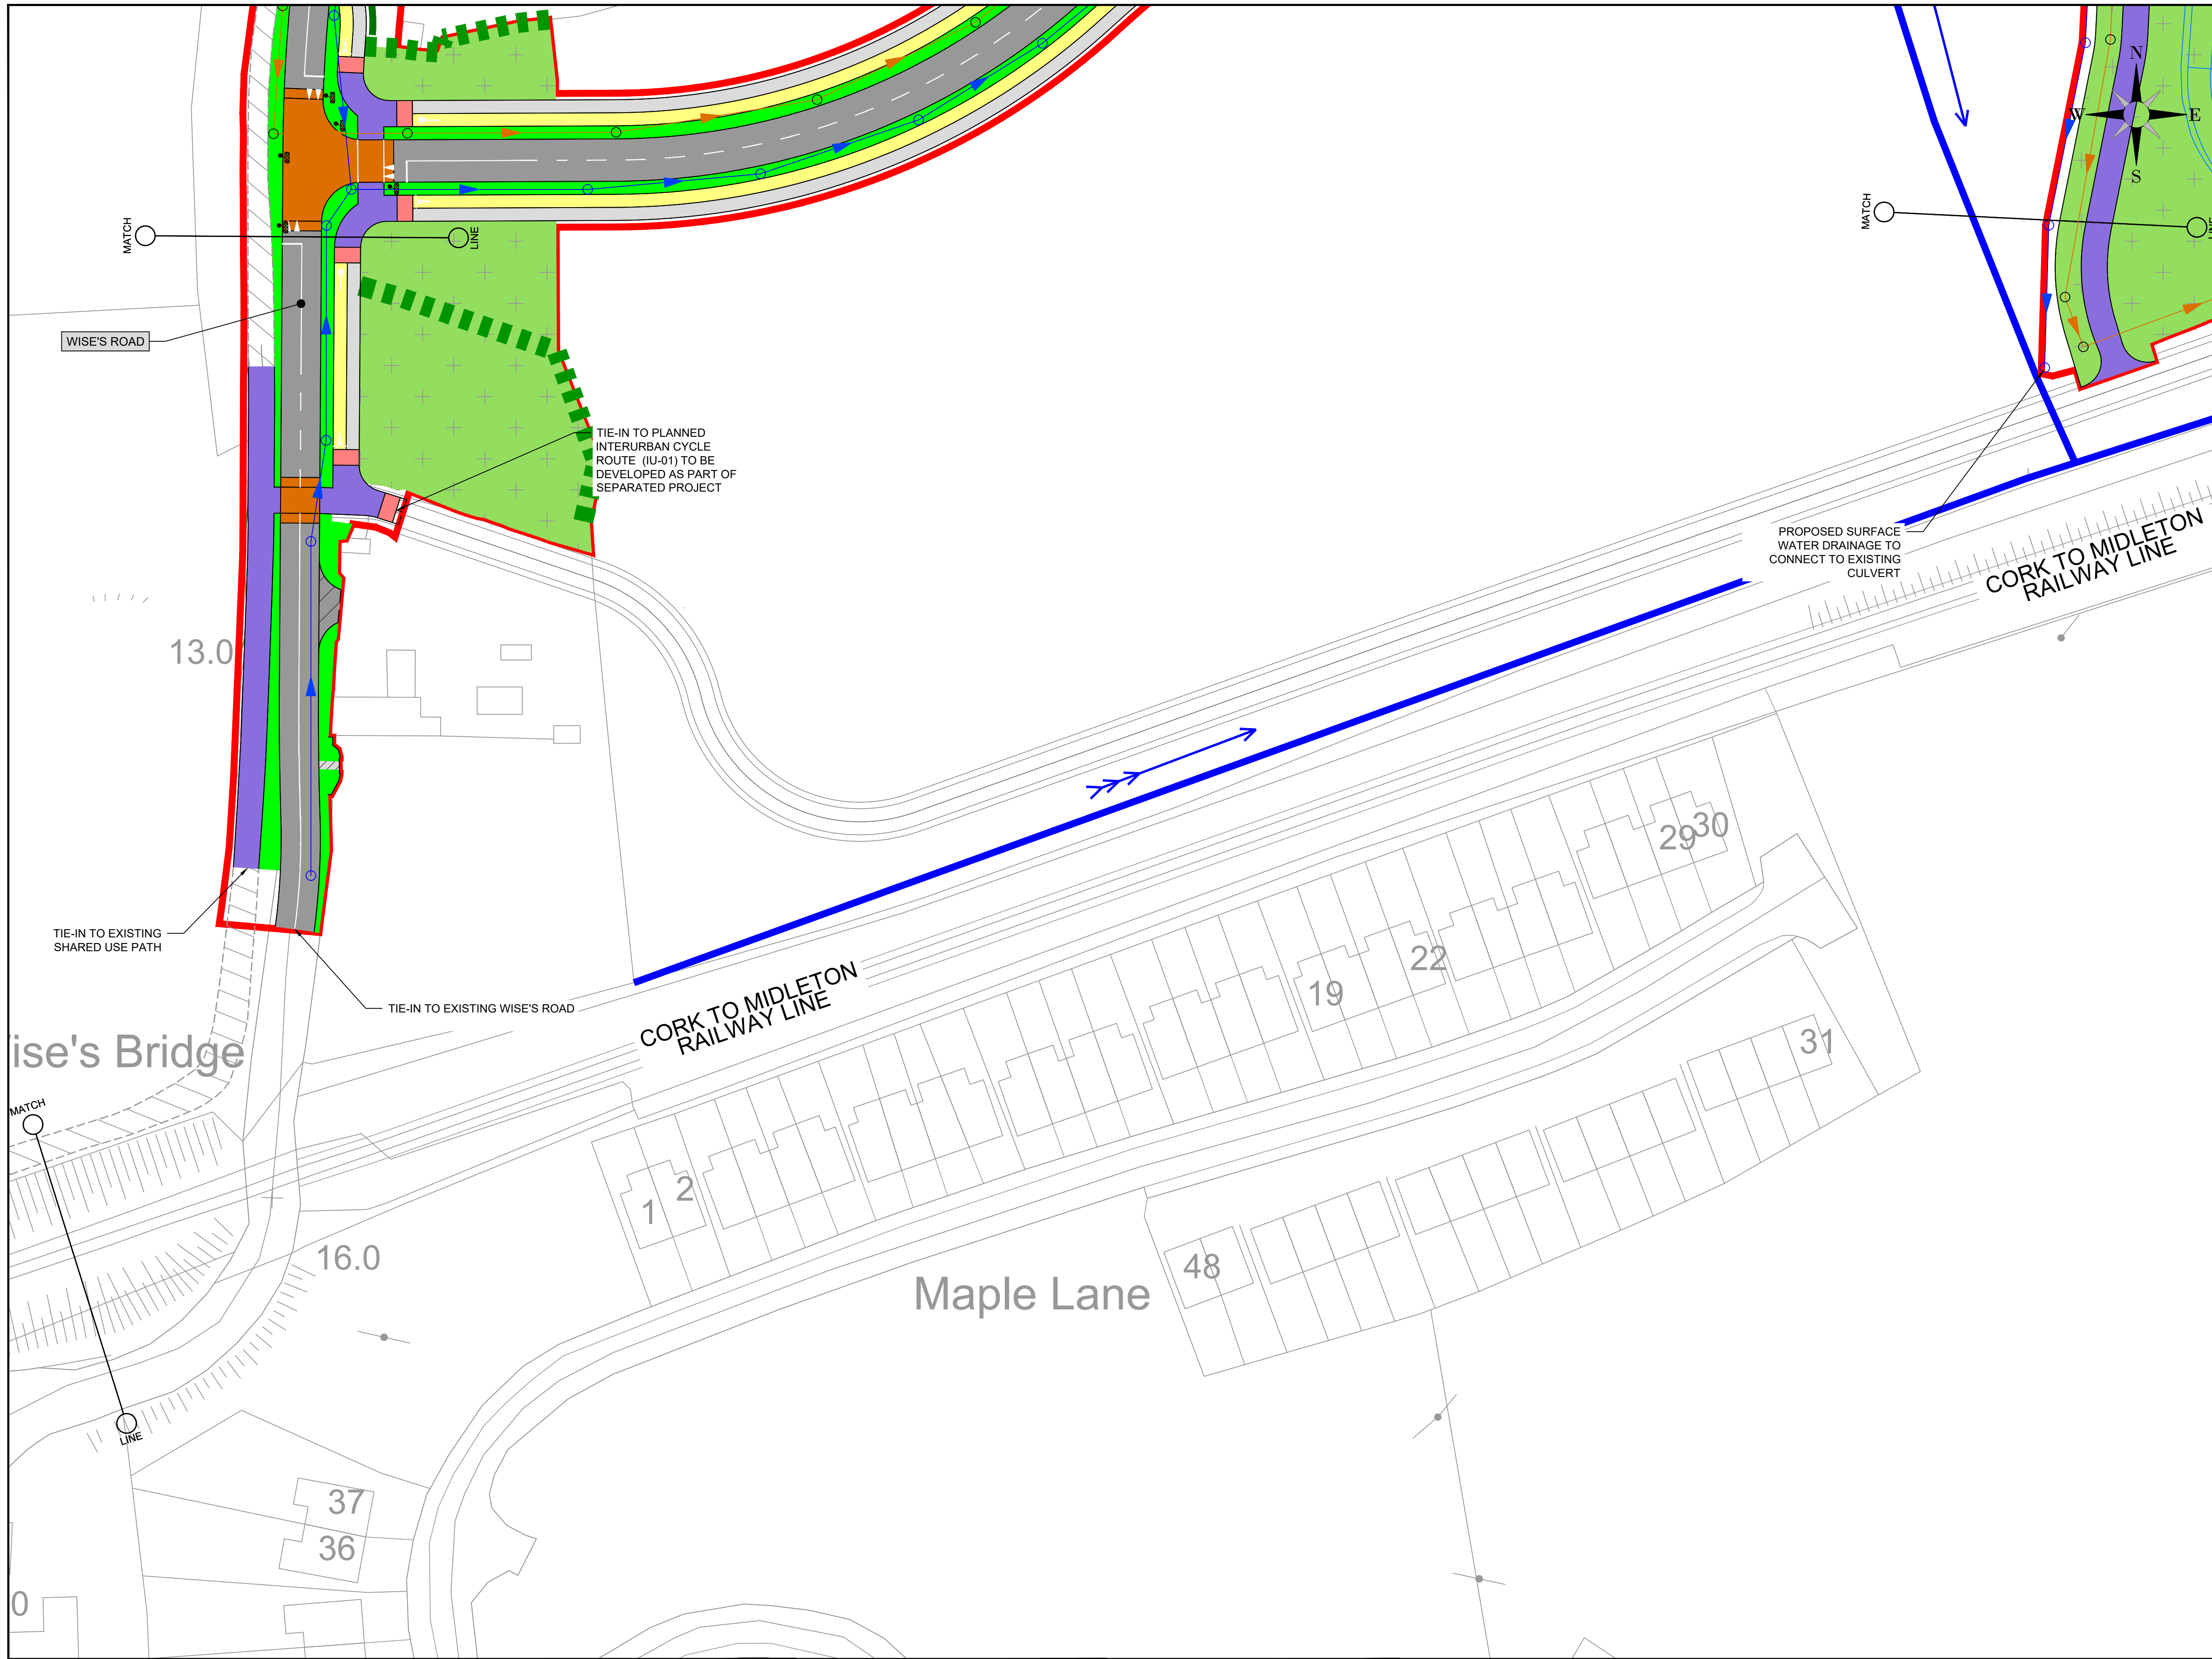 N
W
E
S
MATCH
LINE
MATCH
WISE'S ROAD
TIE-IN TO PLANNED
INTERURBAN CYCLE
ROUTE (IU-01) TO BE
DEVELOPED AS PART OF
SEPARATED PROJECT
PROPOSED SURFACE
WATER DRAINAGE TO
CONNECT TO EXISTING
CULVERT
CORK TO MIDLETON
RAILWAY LINE
13.0
29
30
TIE-IN TO EXISTING
SHARED USE PATH
22
19
TIE-IN TO EXISTING WISE'S ROAD
CORK TO MIDLETON
RAILWAY LINE
31
ise's Bridge
MATCH
2
1
16.0
48
Maple Lane
LINE
37
36
0